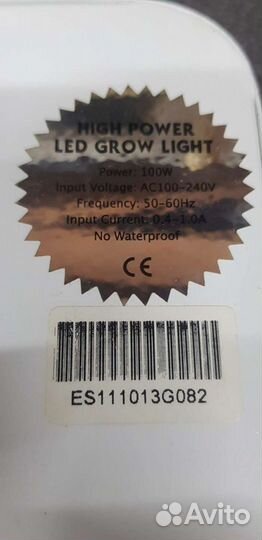 HIGH POWER
LED GROW LIGHT
Power: 100W
Input Voltage: AC100-240V
Frequency: 50-60Hz
Input Current: 0.4-1.0A
No Waterproof
CE
ES111013G082
Avito